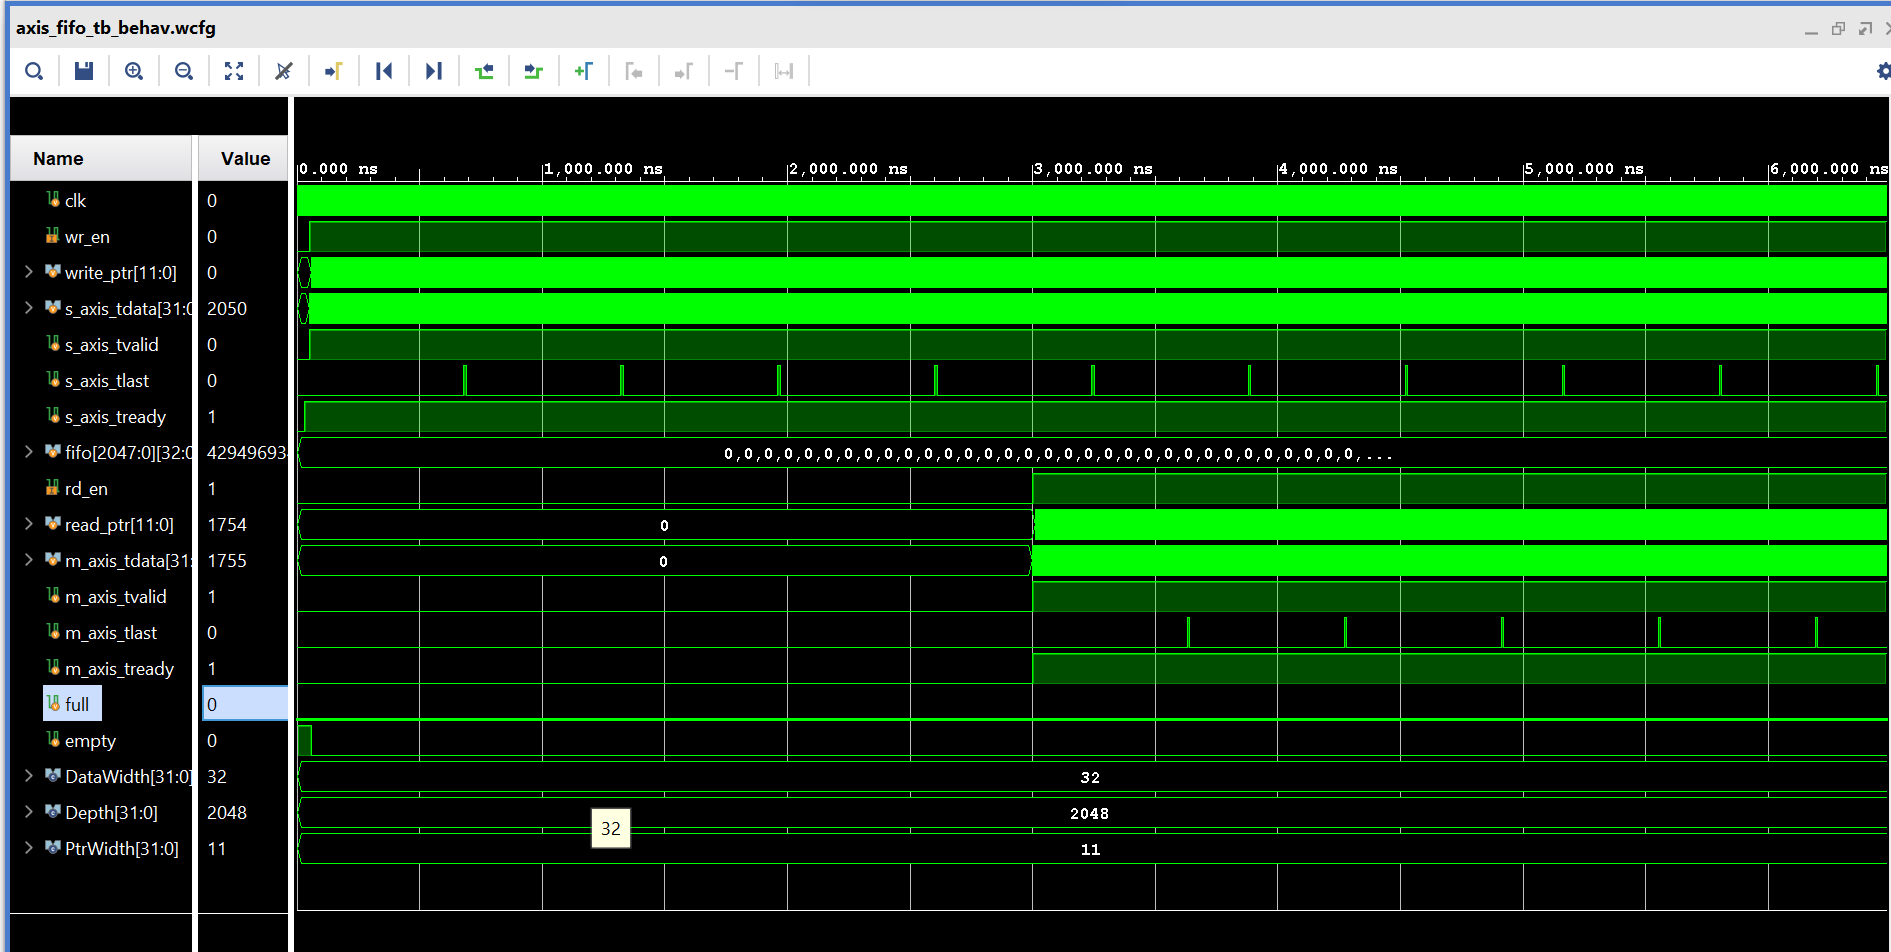 axis_fifo_tb_behav.wcfg
Name Value
0.000 ns 1,000.000 ns 2,000.000 ns 3,000.000 ns 4,000.000 ns 5,000.000 ns 6,000.000 ns
clk 0
wr_en 0
write_ptr[11:0] 0
s_axis_tdata[31:0 2050
s_axis_tvalid 0
s_axis_tlast 0
s_axis_tready 1
fifo[2047:0][32:0 42949693 0,0,0,0,0,0,0,0,0,0,0,0,0,0,0,0,0,0,0,0,0,0,0,0,0,0,0,0,0,0,0,0,...
rd_en 1
read_ptr[11:0] 1754 0
m_axis_tdata[31: 1755 0
m_axis_tvalid 1
m_axis_tlast 0
m_axis_tready 1
full 0
empty 0
DataWidth[31:0] 32 32
Depth[31:0] 2048 2048
32
PtrWidth[31:0] 11 11